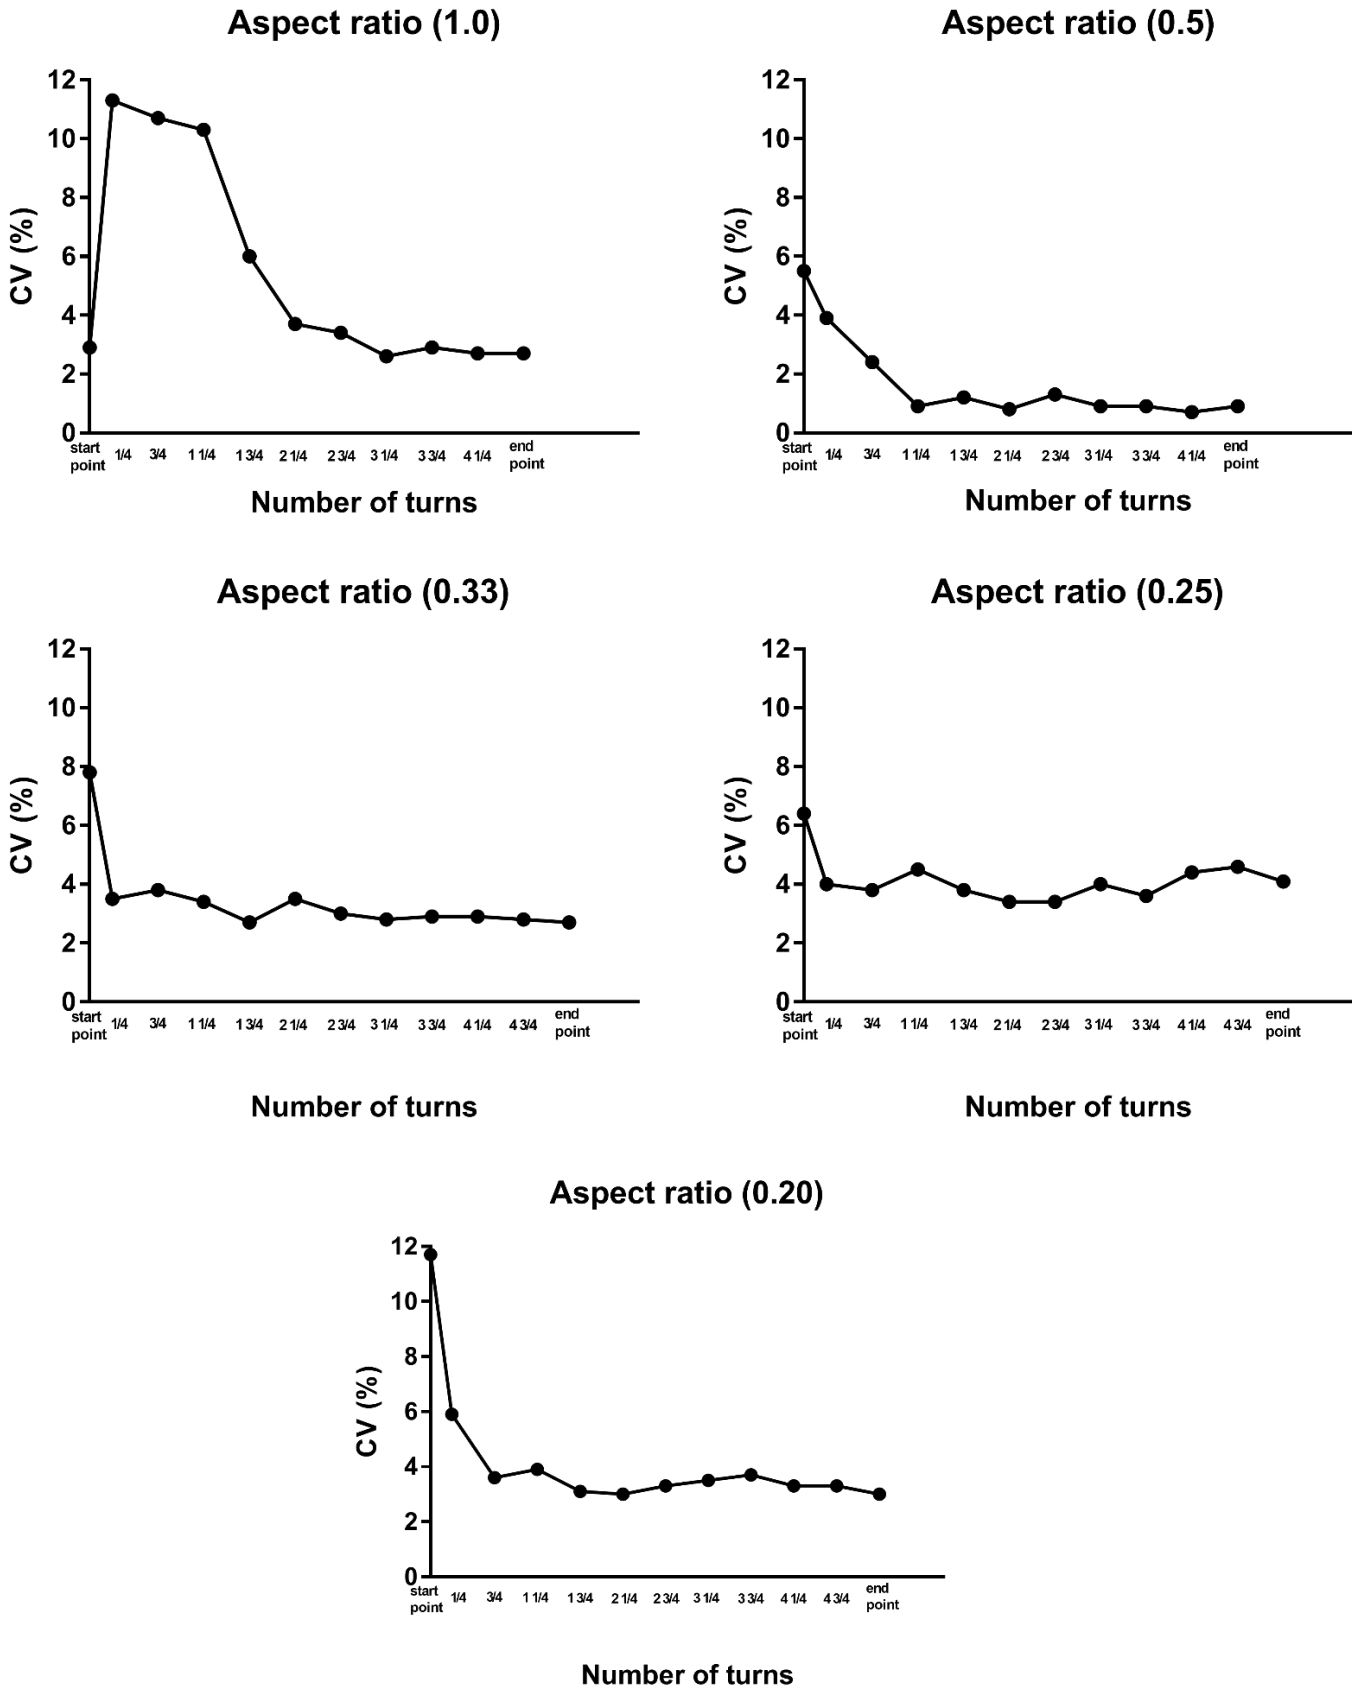 Aspect ratio (1.0)
12
10
8
6
4
2
0
CV (%)
start point 1/4 3/4 1 1/4 1 3/4 2 1/4 2 3/4 3 1/4 3 3/4 4 1/4 end point
Number of turns
Aspect ratio (0.5)
12
10
8
6
4
2
0
CV (%)
start point 1/4 3/4 1 1/4 1 3/4 2 1/4 2 3/4 3 1/4 3 3/4 4 1/4 end point
Number of turns
Aspect ratio (0.33)
12
10
8
6
4
2
0
CV (%)
start point 1/4 3/4 1 1/4 1 3/4 2 1/4 2 3/4 3 1/4 3 3/4 4 1/4 4 3/4 end point
Number of turns
Aspect ratio (0.25)
12
10
8
6
4
2
0
CV (%)
start point 1/4 3/4 1 1/4 1 3/4 2 1/4 2 3/4 3 1/4 3 3/4 4 1/4 4 3/4 end point
Number of turns
Aspect ratio (0.20)
12
10
8
6
4
2
0
CV (%)
start point 1/4 3/4 1 1/4 1 3/4 2 1/4 2 3/4 3 1/4 3 3/4 4 1/4 4 3/4 end point
Number of turns